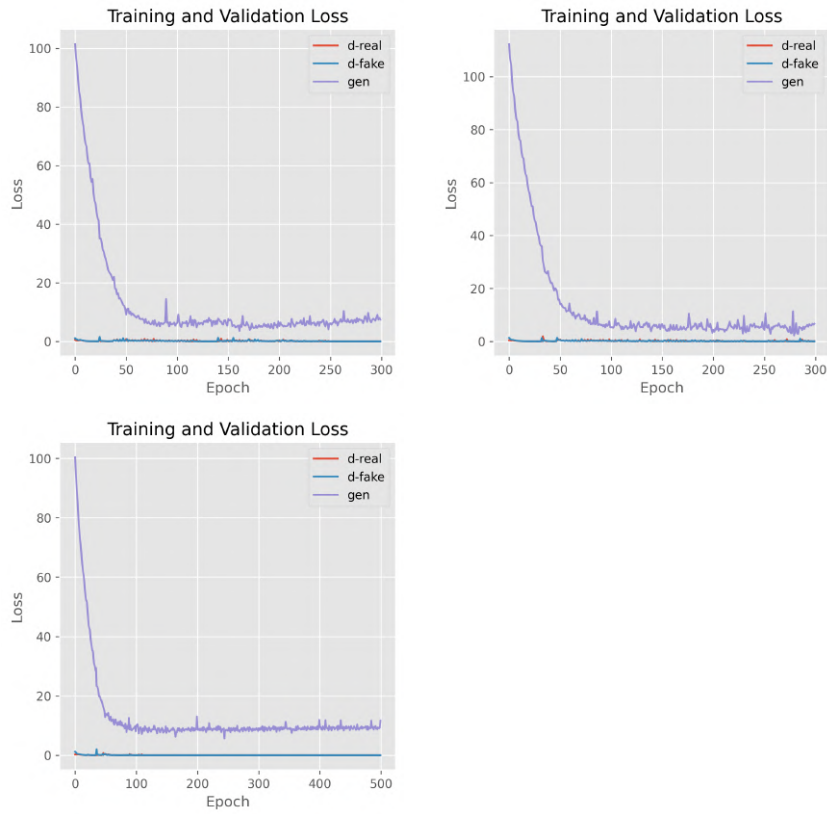 Training and Validation Loss
d-real
d-fake
gen
100
80
60
40
20
0
Loss
0 50 100 150 200 250 300
Epoch
Training and Validation Loss
d-real
d-fake
gen
100
80
60
40
20
0
Loss
0 50 100 150 200 250 300
Epoch
Training and Validation Loss
d-real
d-fake
gen
100
80
60
40
20
0
Loss
0 100 200 300 400 500
Epoch